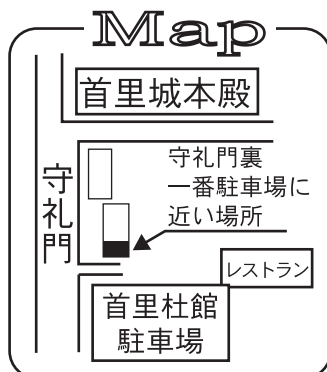 Map
首里城本殿
守礼門
守礼門裏
一番駐車場に
近い場所
レストラン
首里杜館
駐車場